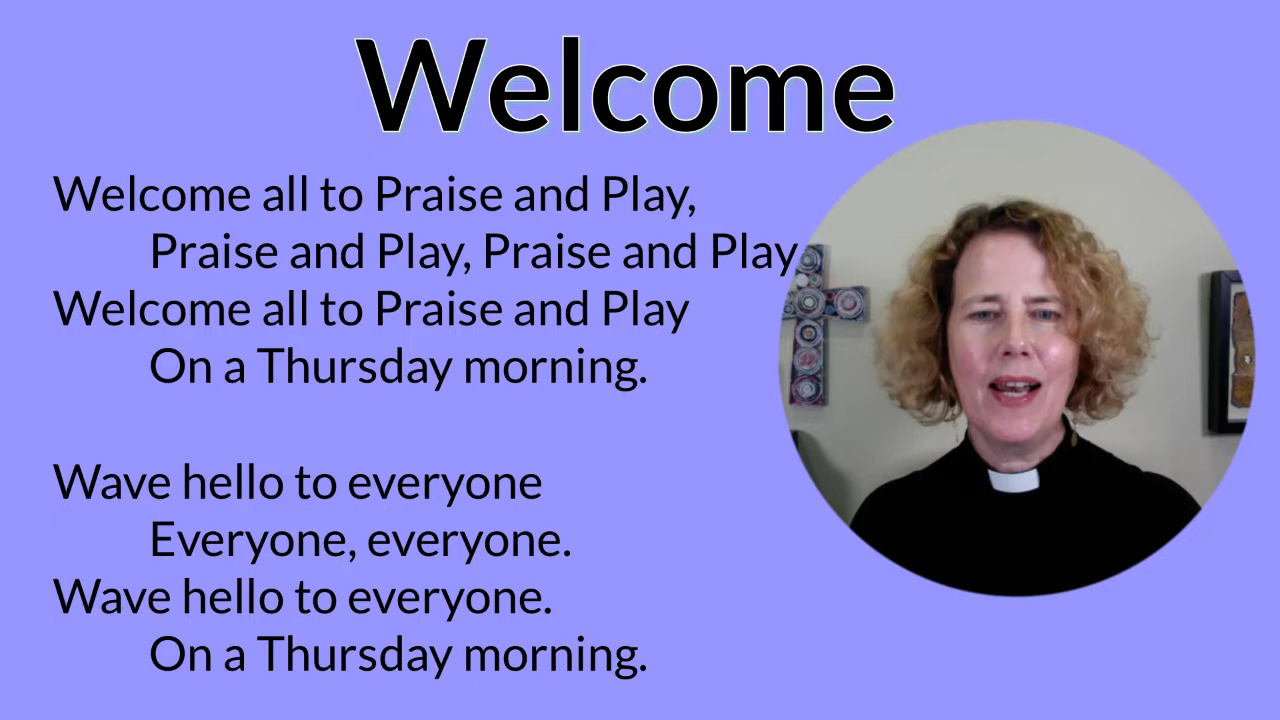 Welcome
Welcome all to Praise and Play,
Praise and Play, Praise and Play
Welcome all to Praise and Play
On a Thursday morning.
Wave hello to everyone
Everyone, everyone.
Wave hello to everyone.
On a Thursday morning.